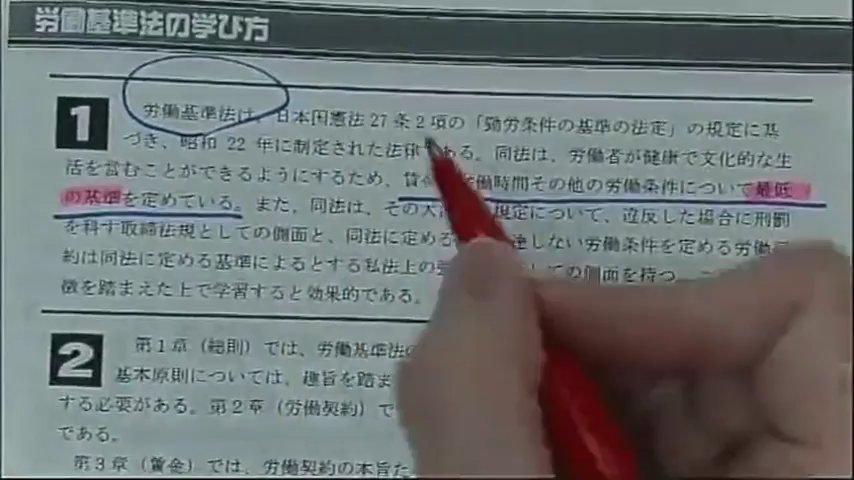 労働基準法の学び方
1 労働基準法は、日本国憲法27条2項の「勤労条件の基準の法定」の規定に基
づき、昭和22年に制定された法律である。同法は、労働者が健康で文化的な生
活を営むことができるようにするため、賃 働時間その他の労働条件について最低
の基準を定めている。また、同法は、その大 規定について、違反した場合に刑罰
を科す取締法規としての側面と、同法に定める 達しない労働条件を定める労働
約は同法に定める基準によるとする私法上の しての側面を持つ。
徴を踏まえた上で学習すると効果的である。
2 第1章（総則）では、労働基準法の
基本原則については、趣旨を踏ま
する必要がある。第2章（労働契約）で
である。
第3章（賃金）では、労働契約の本旨た